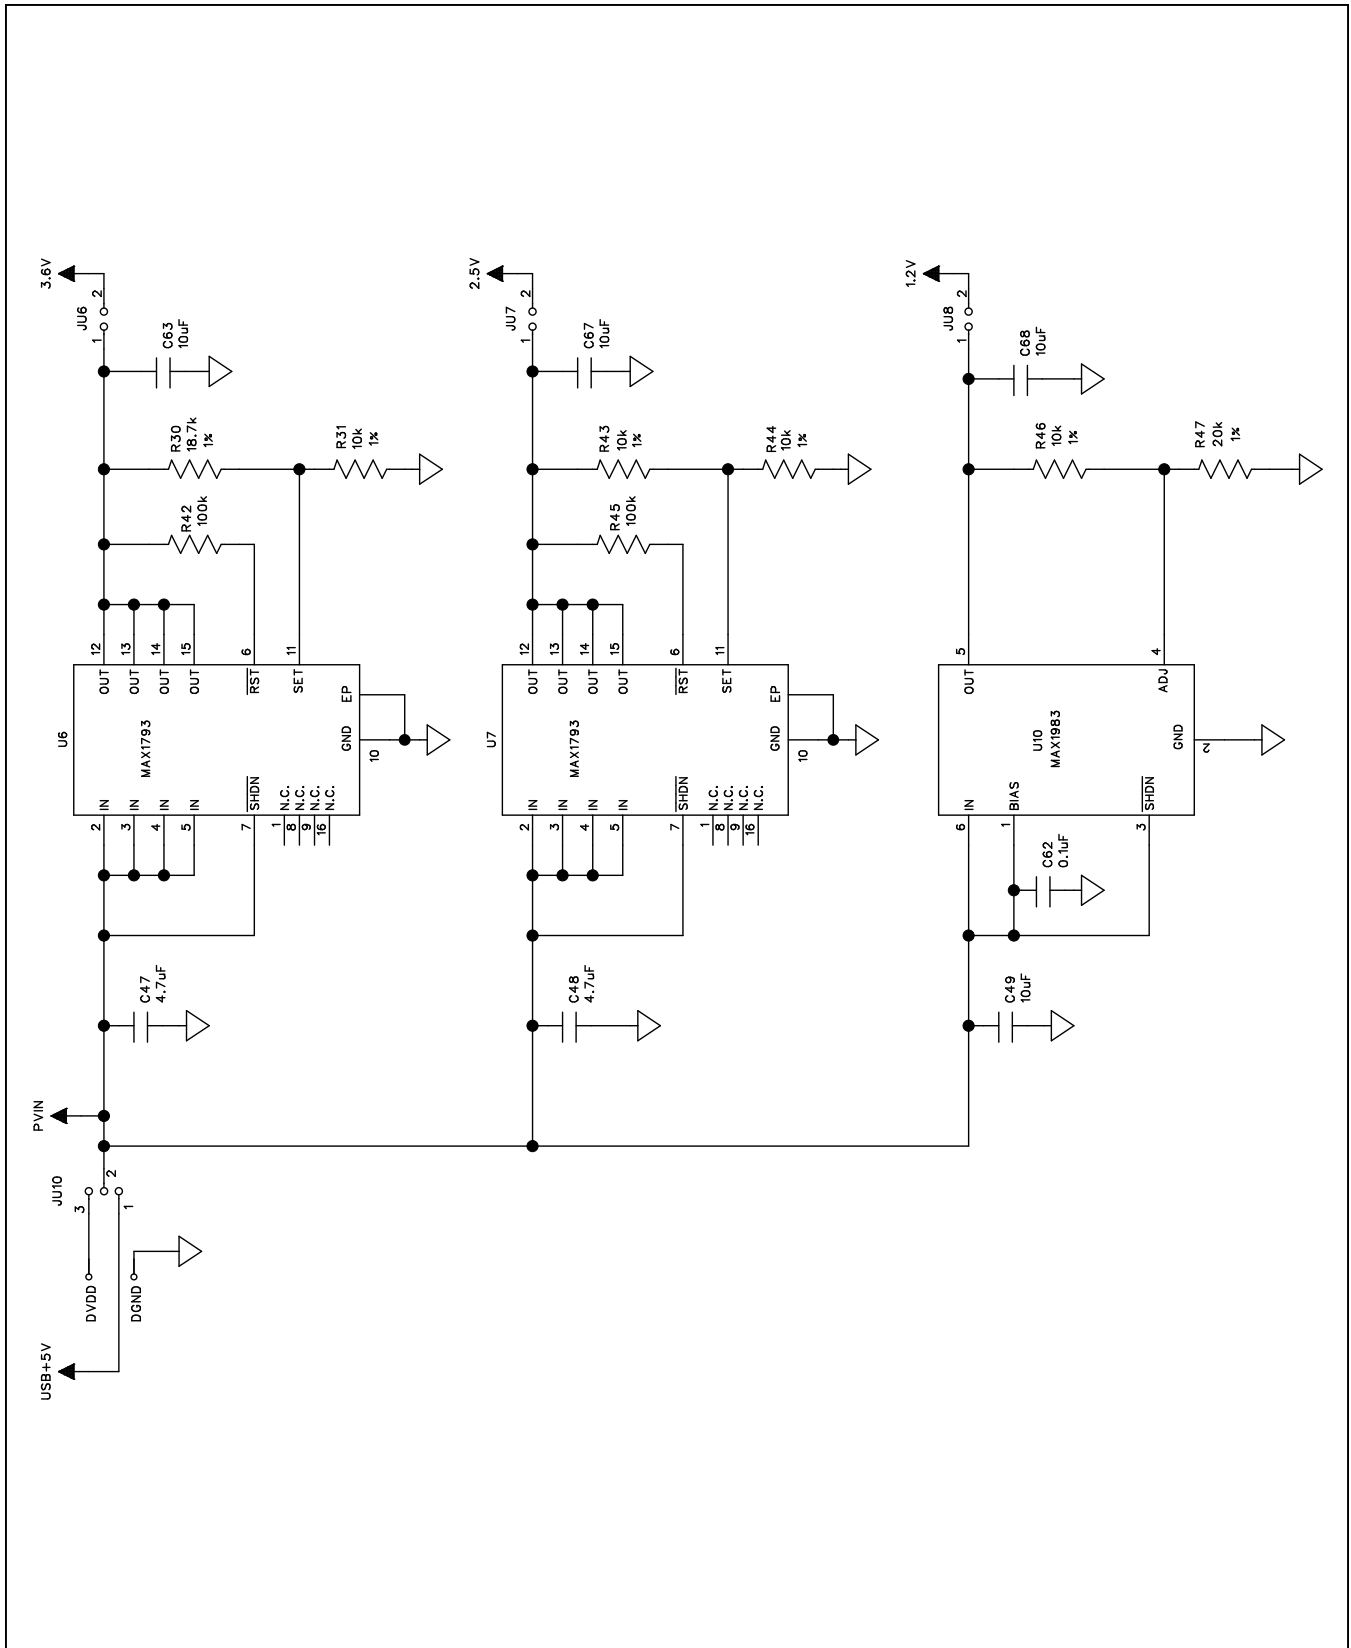 USB+5V
DVDD
DGND
JU10
3
2
1
PVIN
C47
4.7uF
U6
MAX1793
2
IN
3
IN
4
IN
5
IN
7
SHDN
1
N.C.
8
N.C.
9
N.C.
16
N.C.
OUT
12
OUT
13
OUT
14
OUT
15
RST
6
SET
11
GND
10
EP
R42
100k
R30
18.7k
1%
R31
10k
1%
C63
10uF
JU6
1
2
3.6V
C48
4.7uF
U7
MAX1793
2
IN
3
IN
4
IN
5
IN
7
SHDN
1
N.C.
8
N.C.
9
N.C.
16
N.C.
OUT
12
OUT
13
OUT
14
OUT
15
RST
6
SET
11
GND
10
EP
R45
100k
R43
10k
1%
R44
10k
1%
C67
10uF
JU7
1
2
2.5V
C49
10uF
C62
0.1uF
U10
MAX1983
6
IN
1
BIAS
3
SHDN
OUT
5
ADJ
4
GND
2
R46
10k
1%
R47
20k
1%
C68
10uF
JU8
1
2
1.2V